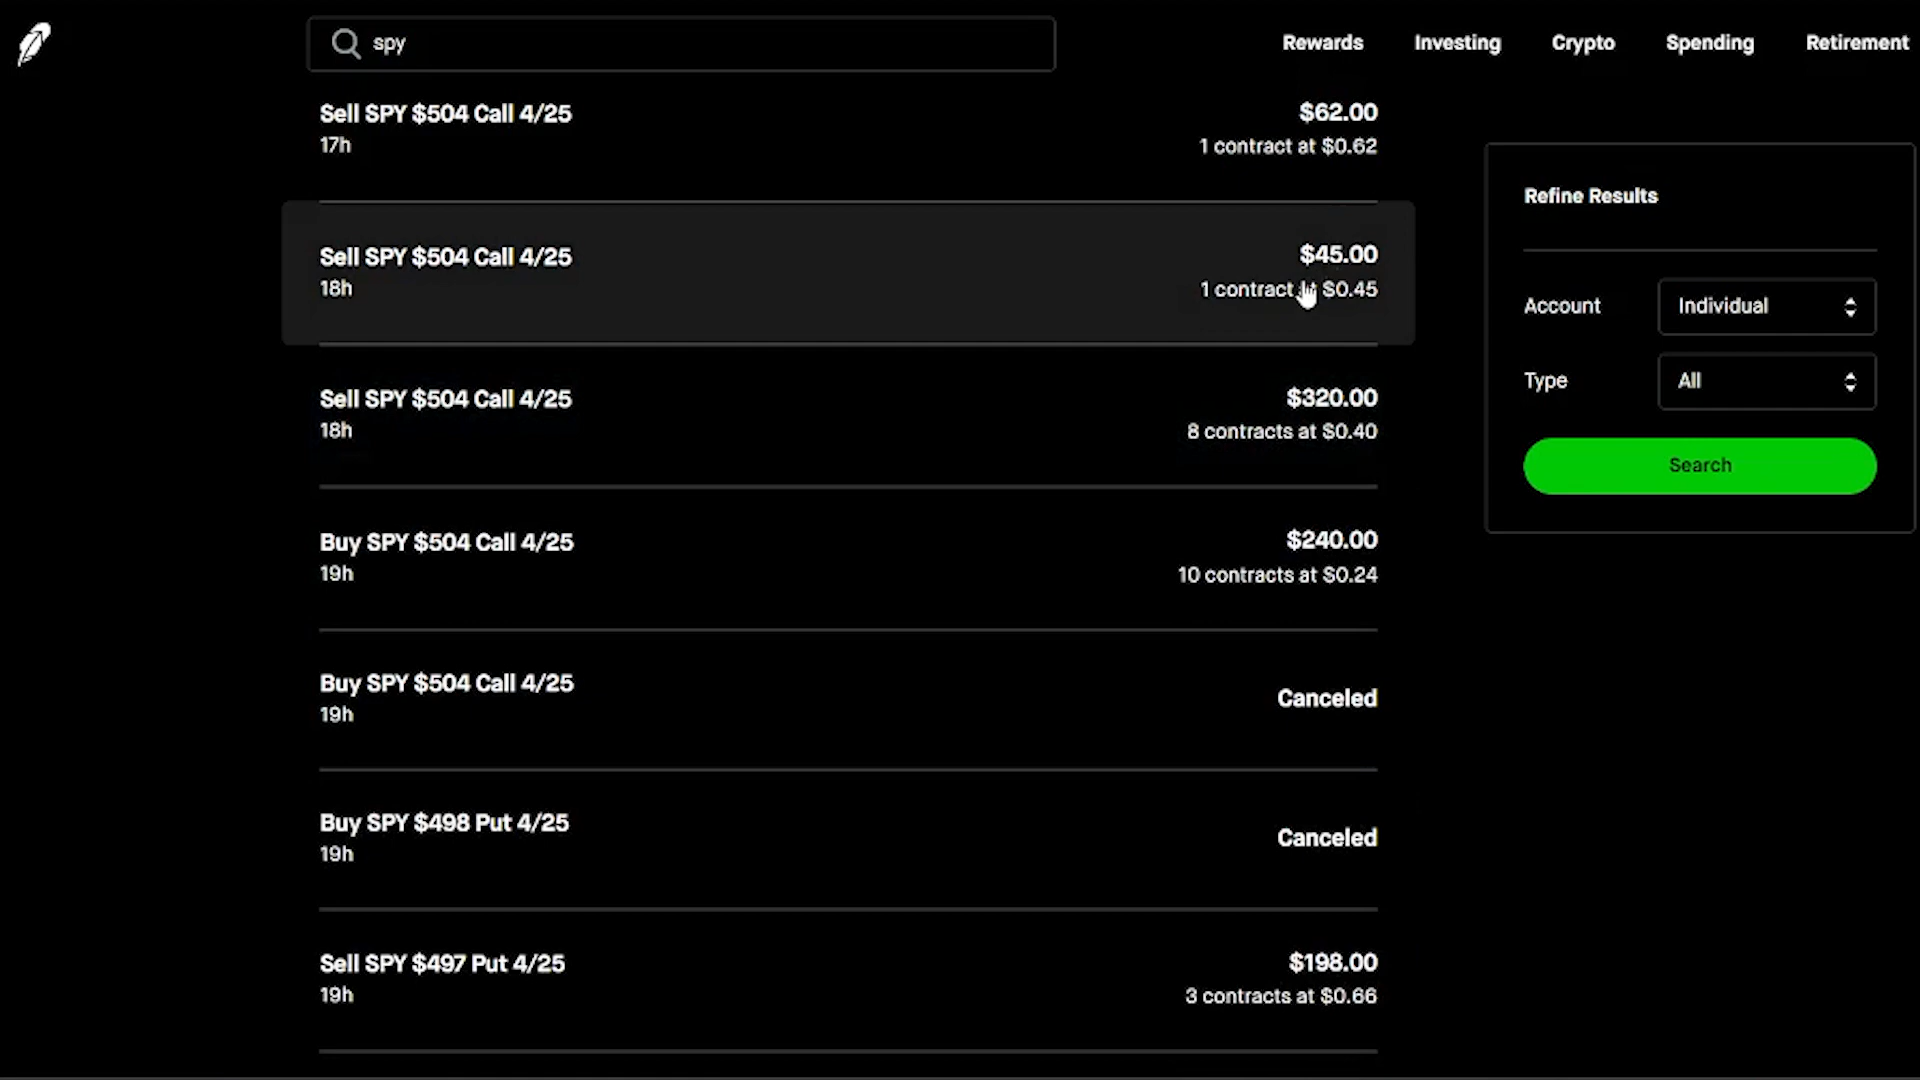 spy
Rewards Investing Crypto Spending Retirement
Sell SPY $504 Call 4/25
$62.00
17h
1 contract at $0.62
Sell SPY $504 Call 4/25
$45.00
18h
1 contract $0.45
Sell SPY $504 Call 4/25
$320.00
18h
8 contracts at $0.40
Buy SPY $504 Call 4/25
$240.00
19h
10 contracts at $0.24
Buy SPY $504 Call 4/25
19h
Canceled
Buy SPY $498 Put 4/25
19h
Canceled
Sell SPY $497 Put 4/25
$198.00
19h
3 contracts at $0.66
Refine Results
Account Individual
Type All
Search